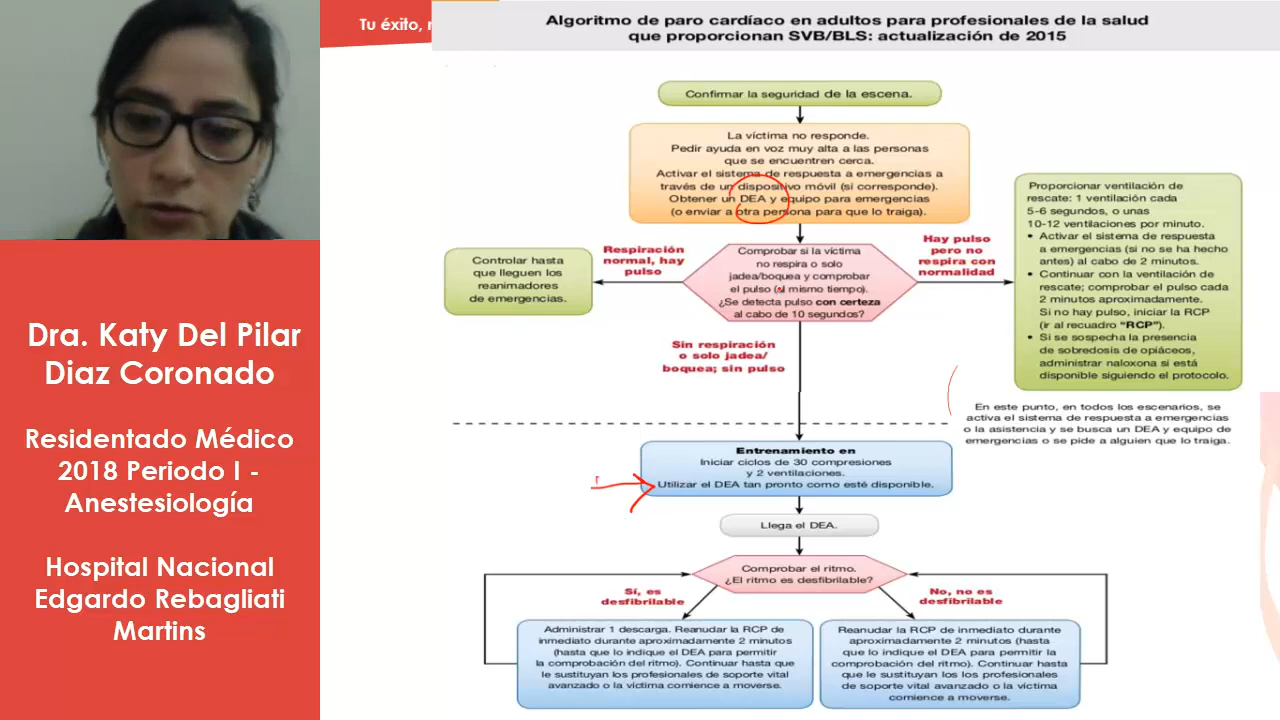 Tu éxito, n
Algoritmo de paro cardíaco en adultos para profesionales de la salud
que proporcionan SVB/BLS: actualización de 2015
Confirmar la seguridad de la escena.
La víctima no responde.
Pedir ayuda en voz muy alta a las personas
que se encuentren cerca.
Activar el sistema de respuesta a emergencias a
través de un dispositivo móvil (si corresponde).
Obtener un DEA y equipo para emergencias
(o enviar a otra persona para que lo traiga).
Respiración
normal, hay
pulso
Controlar hasta
que lleguen los
reanimadores
de emergencias.
Comprobar si la víctima
no respira o solo
jadea/boquea y comprobar
el pulso (al mismo tiempo).
¿Se detecta pulso con certeza
al cabo de 10 segundos?
Hay pulso
pero no
respira con
normalidad
Proporcionar ventilación de
rescate: 1 ventilación cada
5-6 segundos, o unas
10-12 ventilaciones por minuto.
• Activar el sistema de respuesta
a emergencias (si no se ha hecho
antes) al cabo de 2 minutos.
• Continuar con la ventilación de
rescate; comprobar el pulso cada
2 minutos aproximadamente.
Si no hay pulso, iniciar la RCP
(ir al recuadro “RCP”).
• Si se sospecha la presencia
de sobredosis de opiáceos,
administrar naloxona si está
disponible siguiendo el protocolo.
Sin respiración
o solo jadea/
boquea; sin pulso
En este punto, en todos los escenarios, se
activa el sistema de respuesta a emergencias
o la asistencia y se busca un DEA y equipo de
emergencias o se pide a alguien que lo traiga.
Entrenamiento en
Iniciar ciclos de 30 compresiones
y 2 ventilaciones.
Utilizar el DEA tan pronto como esté disponible.
Llega el DEA.
Comprobar el ritmo.
¿El ritmo es desfibrilable?
Sí, es
desfibrilable
No, no es
desfibrilable
Administrar 1 descarga. Reanudar la RCP de
inmediato durante aproximadamente 2 minutos
(hasta que lo indique el DEA para permitir
la comprobación del ritmo). Continuar hasta que
le sustituyan los profesionales de soporte vital
avanzado o la víctima comience a moverse.
Reanudar la RCP de inmediato durante
aproximadamente 2 minutos (hasta
que lo indique el DEA para permitir la
comprobación del ritmo). Continuar hasta
que le sustituyan los los profesionales
de soporte vital avanzado o la víctima
comience a moverse.
Dra. Katy Del Pilar
Diaz Coronado
Residentado Médico
2018 Periodo I -
Anestesiología
Hospital Nacional
Edgardo Rebagliati
Martins